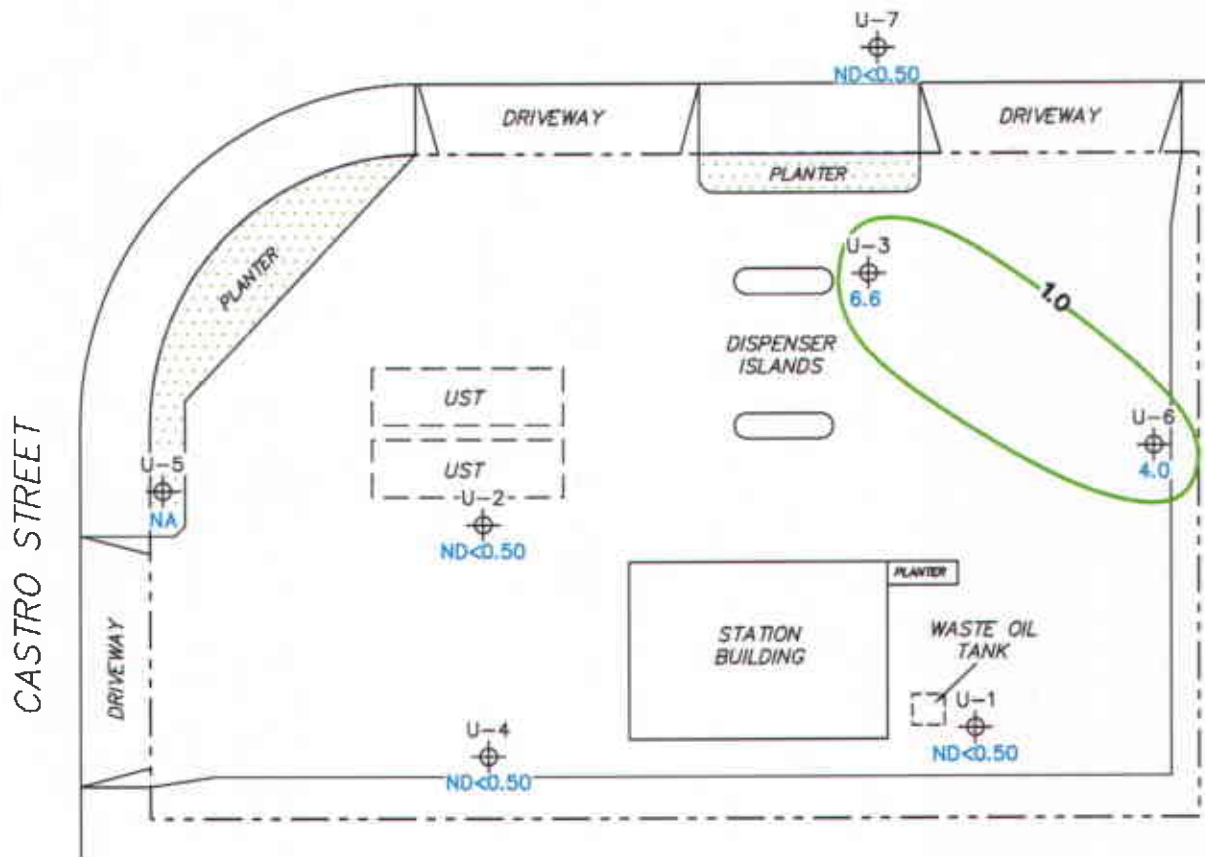 U-7
ND<0.50
DRIVEWAY
DRIVEWAY
PLANTER
PLANTER
U-3
6.6
1.0
DISPENSER
ISLANDS
UST
UST
U-6
4.0
U-5
NA
U-2
ND<0.50
CASTRO STREET
PLANTER
STATION
BUILDING
WASTE OIL
TANK
DRIVEWAY
U-1
ND<0.50
U-4
ND<0.50